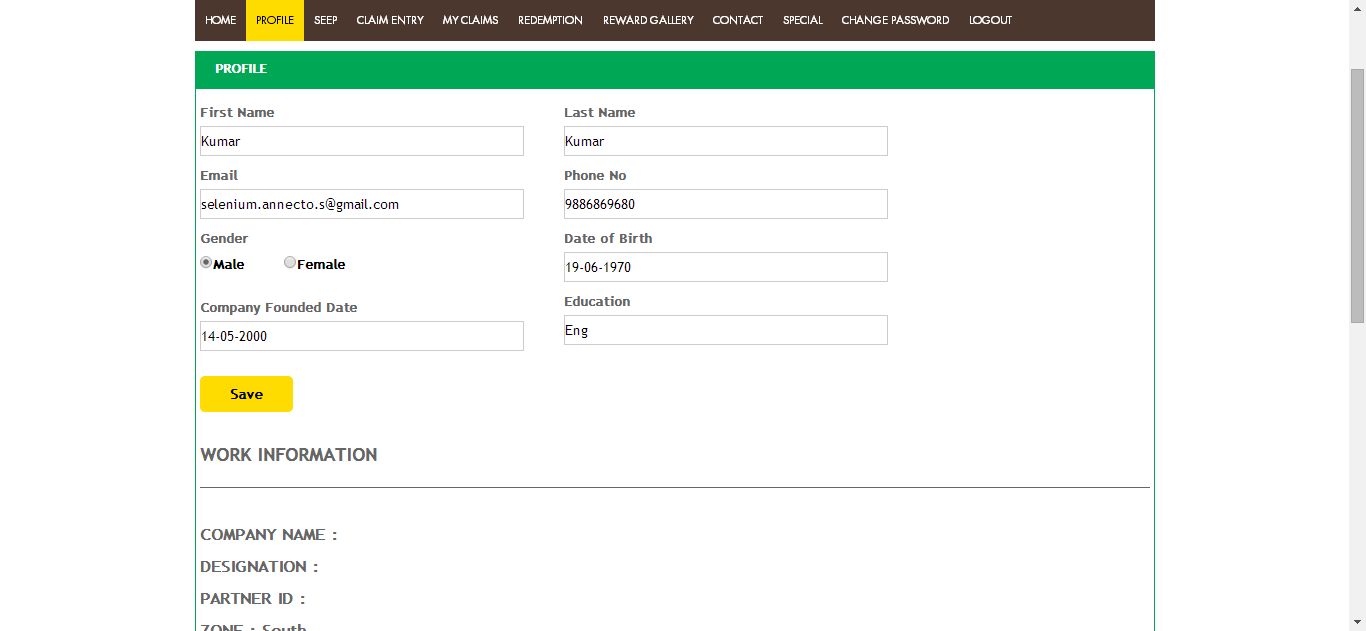 HOME PROFILE SEEP CLAIM ENTRY MY CLAIMS REDEMPTION REWARD GALLERY CONTACT SPECIAL CHANGE PASSWORD LOGOUT
PROFILE
First Name Last Name
Kumar Kumar
Email Phone No
selenium.annecto.s@gmail.com 9886869680
Gender Date of Birth
Male Female 19-06-1970
Company Founded Date Education
14-05-2000 Eng
Save
WORK INFORMATION
COMPANY NAME :
DESIGNATION :
PARTNER ID :
ZONE : South